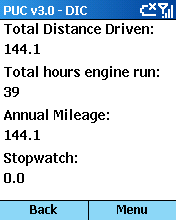 PUC v3.0 - DIC
Total Distance Driven:
144.1
Total hours engine run:
39
Annual Mileage:
144.1
Stopwatch:
0.0
Back Menu